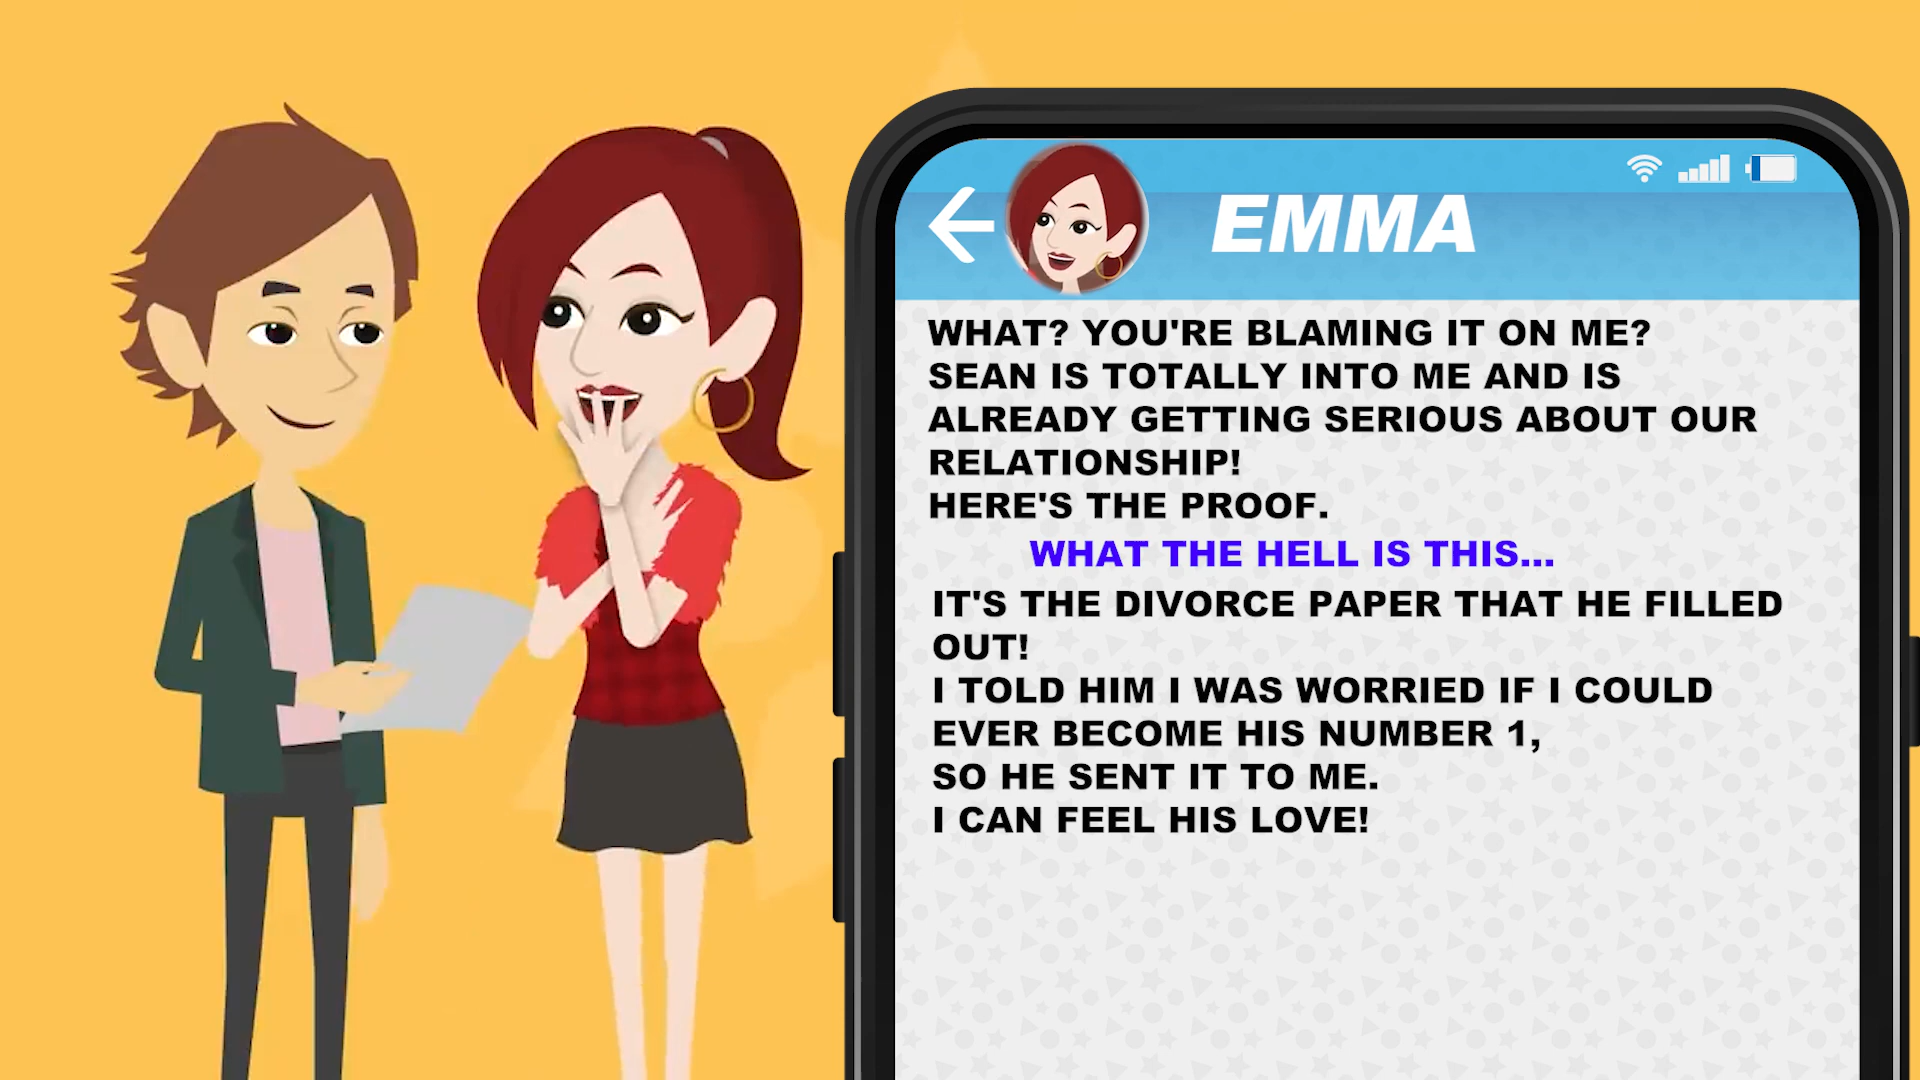 EMMA
WHAT? YOU'RE BLAMING IT ON ME?
SEAN IS TOTALLY INTO ME AND IS
ALREADY GETTING SERIOUS ABOUT OUR
RELATIONSHIP!
HERE'S THE PROOF.
WHAT THE HELL IS THIS...
IT'S THE DIVORCE PAPER THAT HE FILLED
OUT!
I TOLD HIM I WAS WORRIED IF I COULD
EVER BECOME HIS NUMBER 1,
SO HE SENT IT TO ME.
I CAN FEEL HIS LOVE!